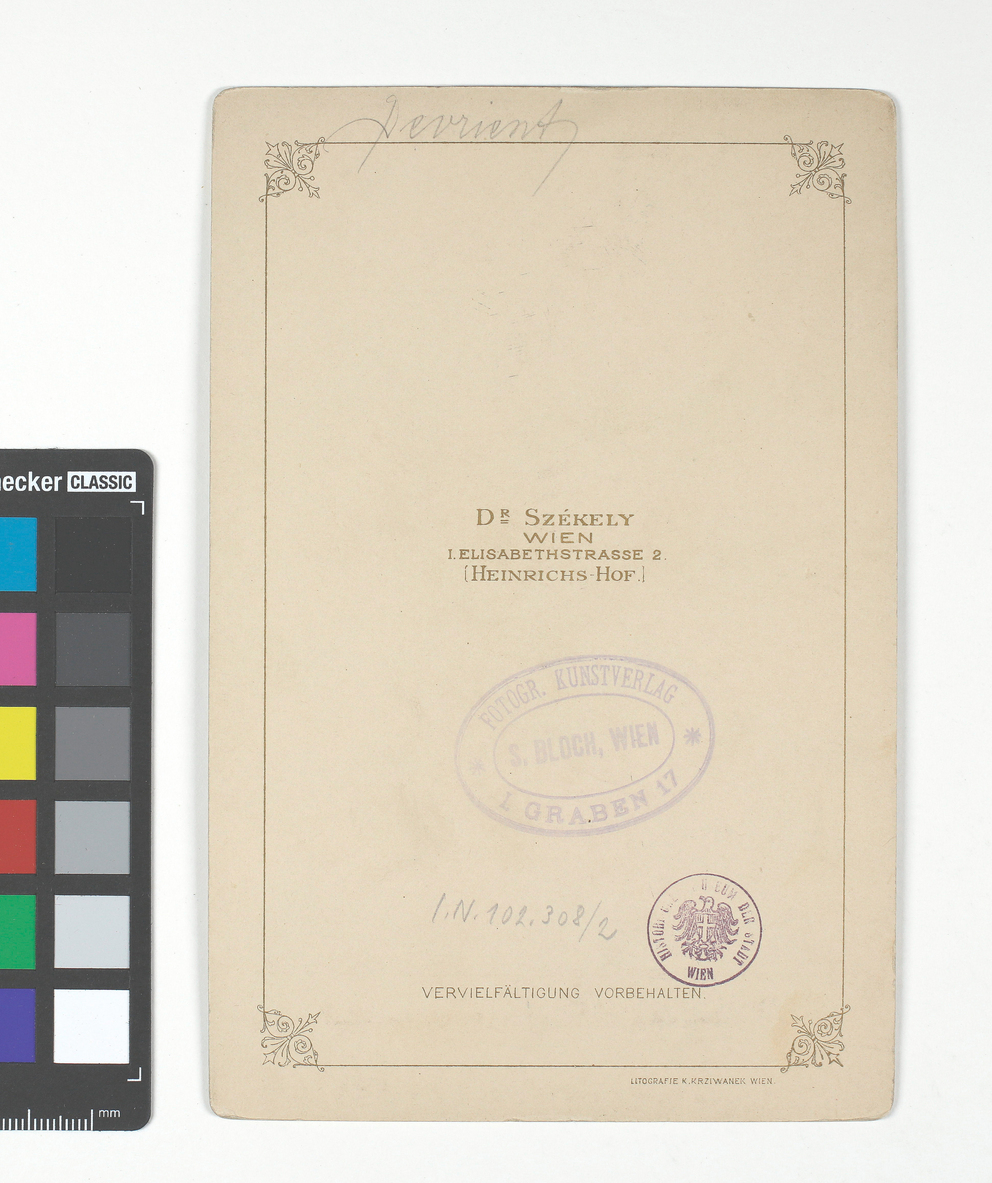 Devrient
necker CLASSIC
DR SZÉKELY
WIEN
I. ELISABETHSTRASSE 2.
[HEINRICHS-HOF.]
FOTOGR. KUNSTVERLAG
S. BLOCH, WIEN
I. GRABEN 17
I.N. 102.308/2
DER STADT
WIEN
VERVIELFÄLTIGUNG VORBEHALTEN.
LITOGRAFIE K. KRZIWANEK WIEN.
mm